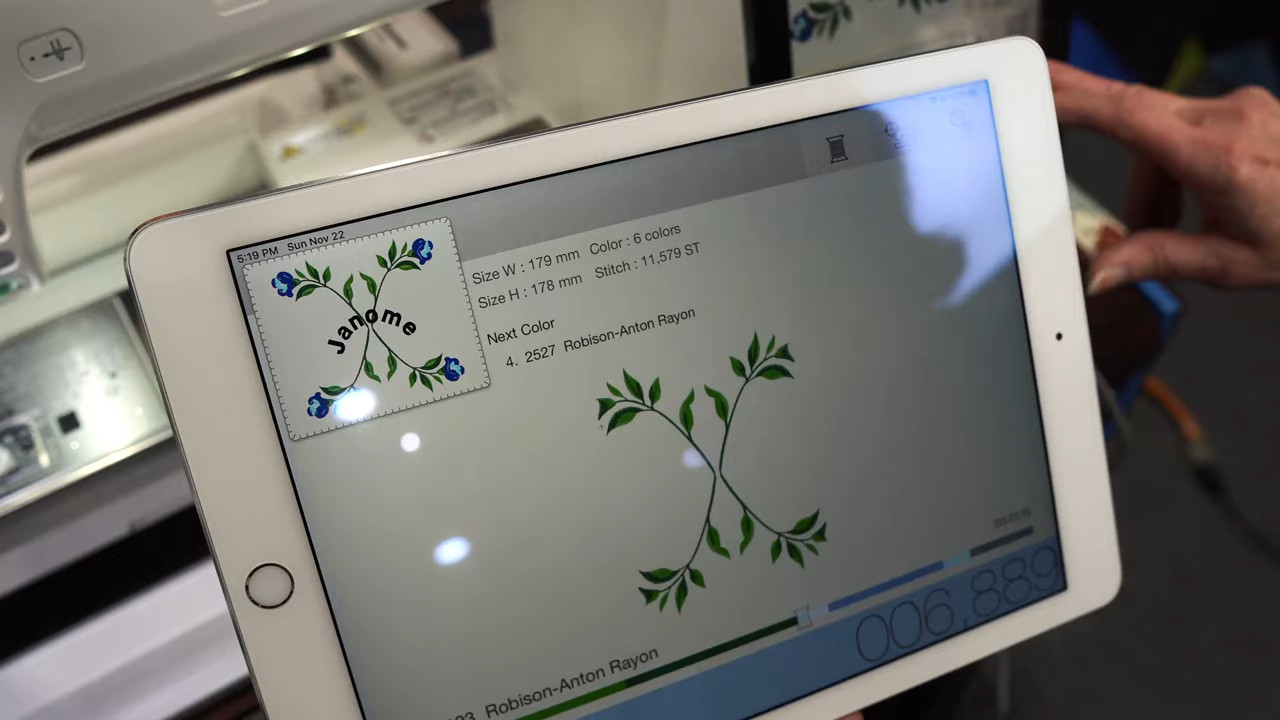 5:19 PM Sun Nov 22
Janome
Size W : 179 mm Color : 6 colors
Size H : 178 mm Stitch : 11,579 ST
Next Color
4. 2527 Robison-Anton Rayon
Robison-Anton Rayon
006,889